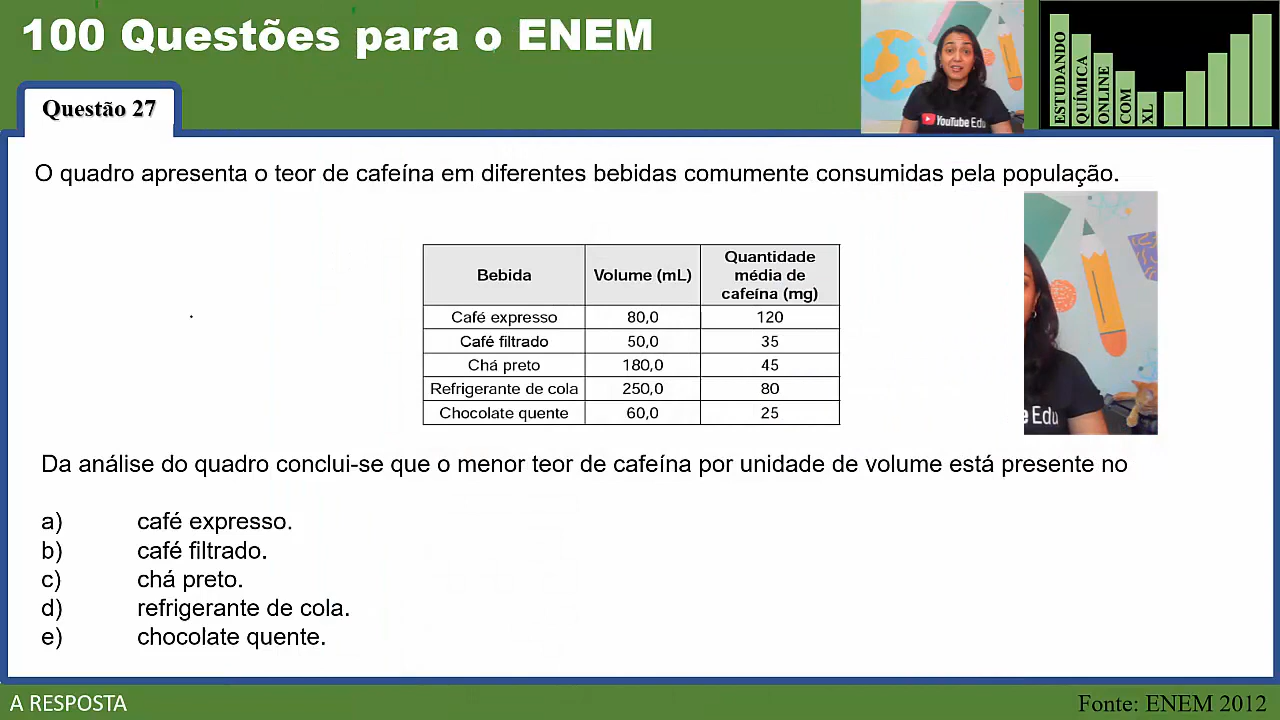 100 Questões para o ENEM
YouTube Edu
ESTUDANDO
QUÍMICA
ONLINE
COM
XL
Questão 27
O quadro apresenta o teor de cafeína em diferentes bebidas comumente consumidas pela população.
Bebida Volume (mL) Quantidade média de cafeína (mg)
Café expresso 80,0 120
Café filtrado 50,0 35
Chá preto 180,0 45
Refrigerante de cola 250,0 80
Chocolate quente 60,0 25
e Edu
Da análise do quadro conclui-se que o menor teor de cafeína por unidade de volume está presente no
a) café expresso.
b) café filtrado.
c) chá preto.
d) refrigerante de cola.
e) chocolate quente.
A RESPOSTA
Fonte: ENEM 2012